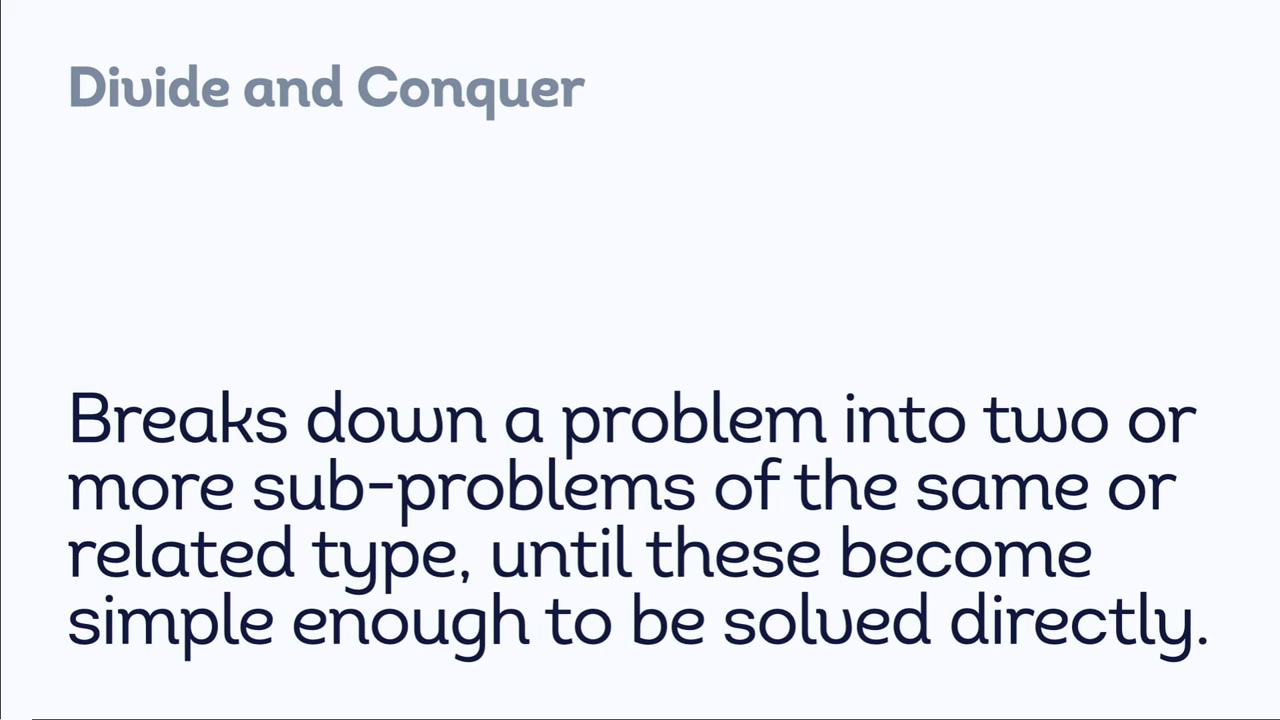 Divide and Conquer
Breaks down a problem into two or
more sub-problems of the same or
related type, until these become
simple enough to be solved directly.